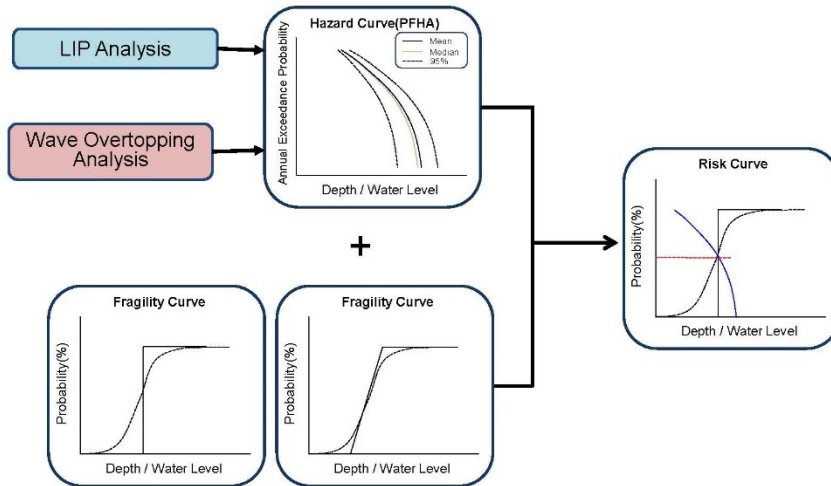 LIP Analysis
Wave Overtopping
Analysis
Hazard Curve(PFHA)
Mean
Median
95%
Annual Exceedance Probability
Depth / Water Level
+
Fragility Curve
Probability(%)
Depth / Water Level
Fragility Curve
Probability(%)
Depth / Water Level
Risk Curve
Probability(%)
Depth / Water Level